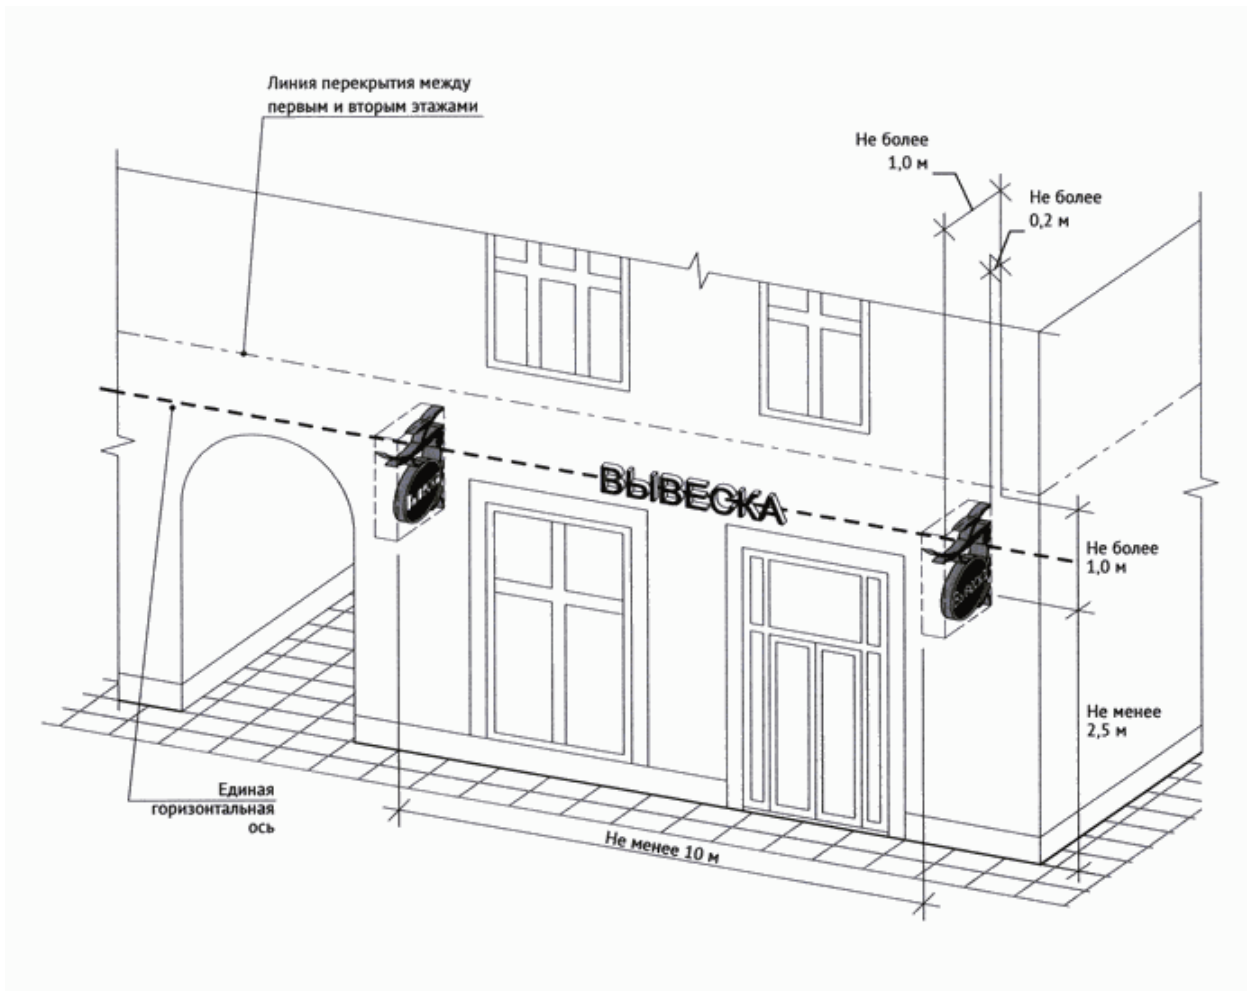 Линия перекрытия между
первым и вторым этажами
Не более
1,0 м
Не более
0,2 м
ВЫВЕСКА
Не более
1,0 м
Не менее
2,5 м
Единая
горизонтальная
ось
Не менее 10 м